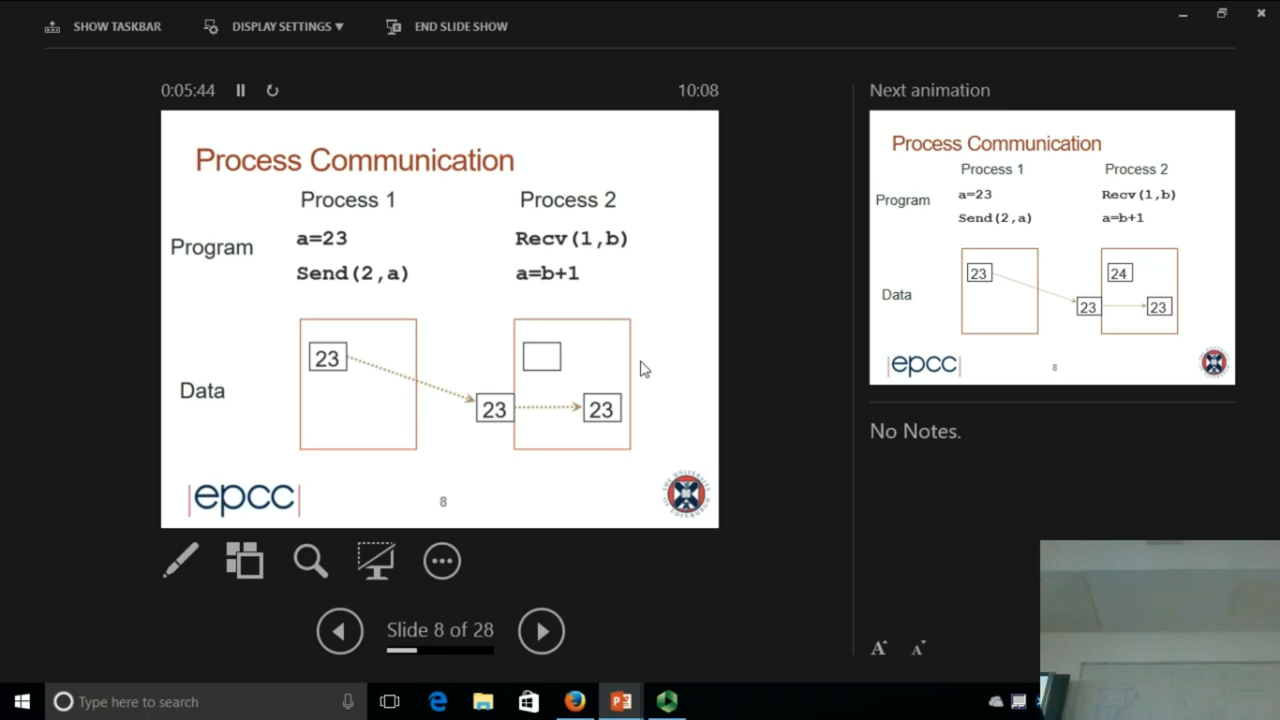 SHOW TASKBAR DISPLAY SETTINGS ▼ END SLIDE SHOW
0:05:44 10:08
Process Communication
Process 1 Process 2
Program
a=23 Recv(1,b)
Send(2,a) a=b+1
Data
23
23 23
epcc
8
Slide 8 of 28
Next animation
Process Communication
Process 1 Process 2
Program
a=23 Recv(1,b)
Send(2,a) a=b+1
Data
23 24
23 23
epcc
8
No Notes.
A A
Type here to search